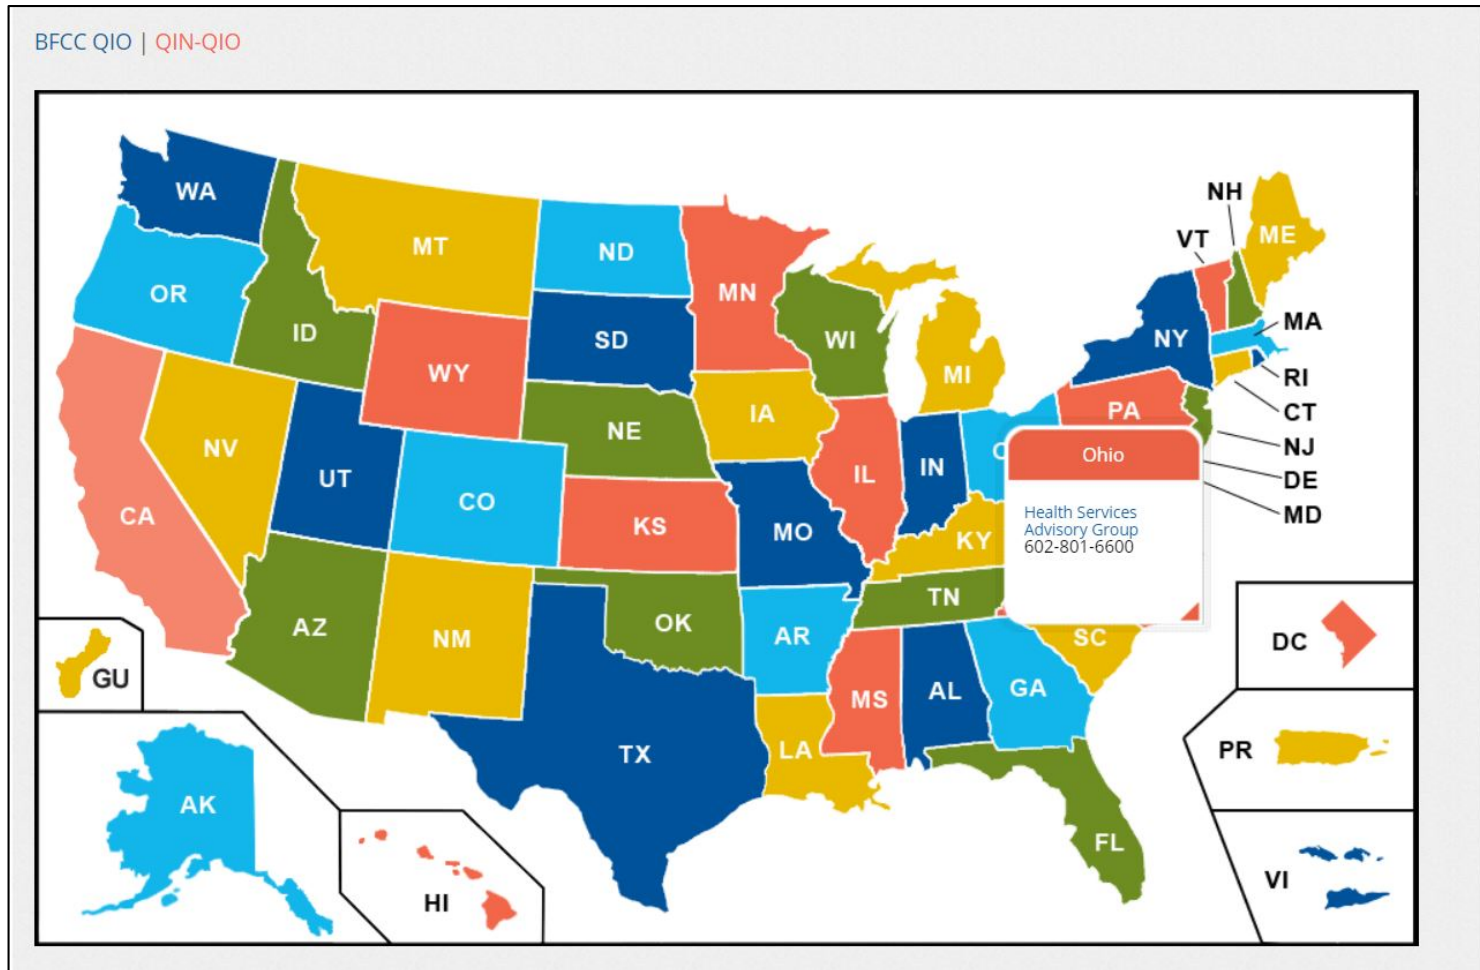 BFCC QIO | QIN-QIO
WA
MT
ND
MN
NH
VT
ME
OR
ID
SD
WI
MI
NY
MA
RI
CT
NJ
DE
MD
WY
NE
IA
PA
NV
UT
CO
CA
KS
MO
IL
IN
Ohio
Health Services
Advisory Group
602-801-6600
KY
TN
AZ
NM
OK
AR
SC
MS
AL
GA
TX
LA
FL
GU
AK
HI
DC
PR
VI